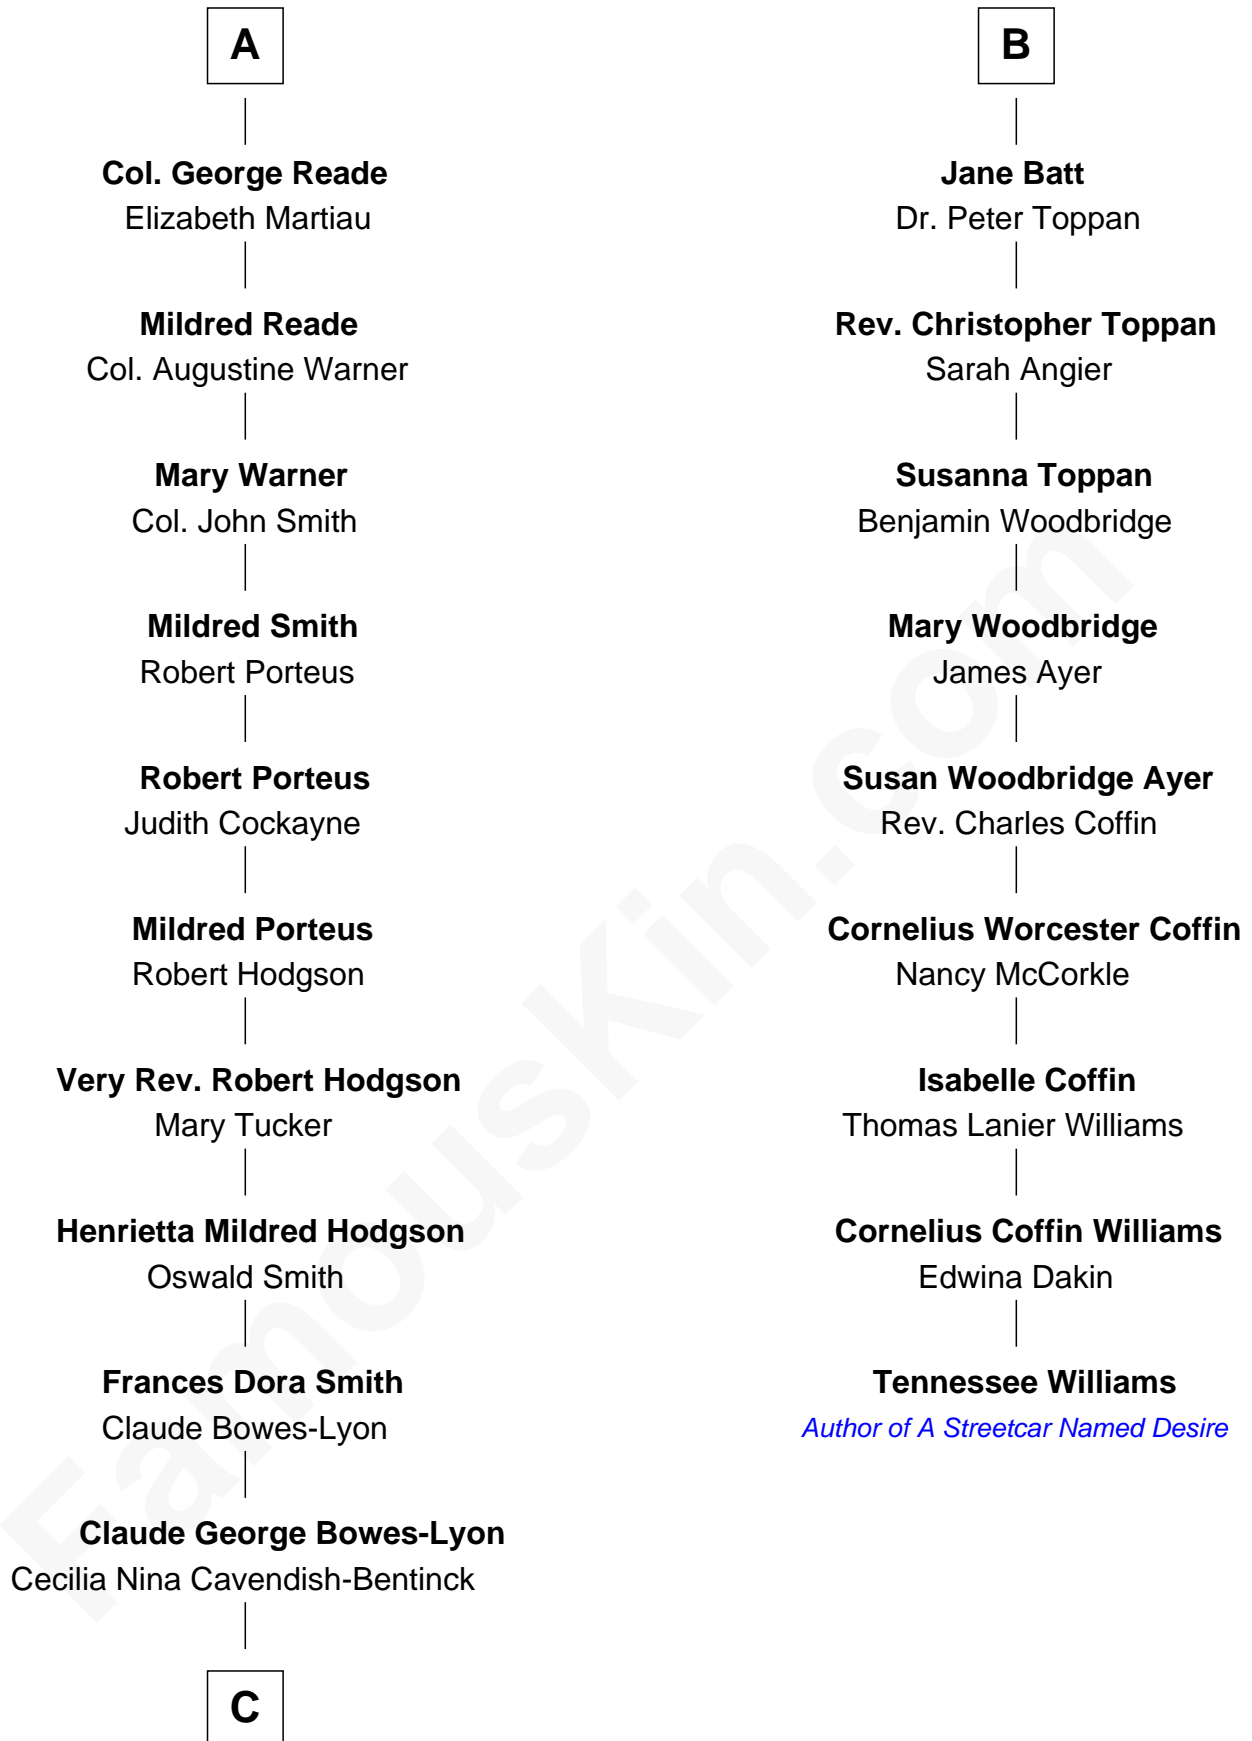 A
Col. George Reade
Elizabeth Martiau
Mildred Reade
Col. Augustine Warner
Mary Warner
Col. John Smith
Mildred Smith
Robert Porteus
Robert Porteus
Judith Cockayne
Mildred Porteus
Robert Hodgson
Very Rev. Robert Hodgson
Mary Tucker
Henrietta Mildred Hodgson
Oswald Smith
Frances Dora Smith
Claude Bowes-Lyon
Claude George Bowes-Lyon
Cecilia Nina Cavendish-Bentinck
C
B
Jane Batt
Dr. Peter Toppan
Rev. Christopher Toppan
Sarah Angier
Susanna Toppan
Benjamin Woodbridge
Mary Woodbridge
James Ayer
Susan Woodbridge Ayer
Rev. Charles Coffin
Cornelius Worcester Coffin
Nancy McCorkle
Isabelle Coffin
Thomas Lanier Williams
Cornelius Coffin Williams
Edwina Dakin
Tennessee Williams
Author of A Streetcar Named Desire
FamousKin.com